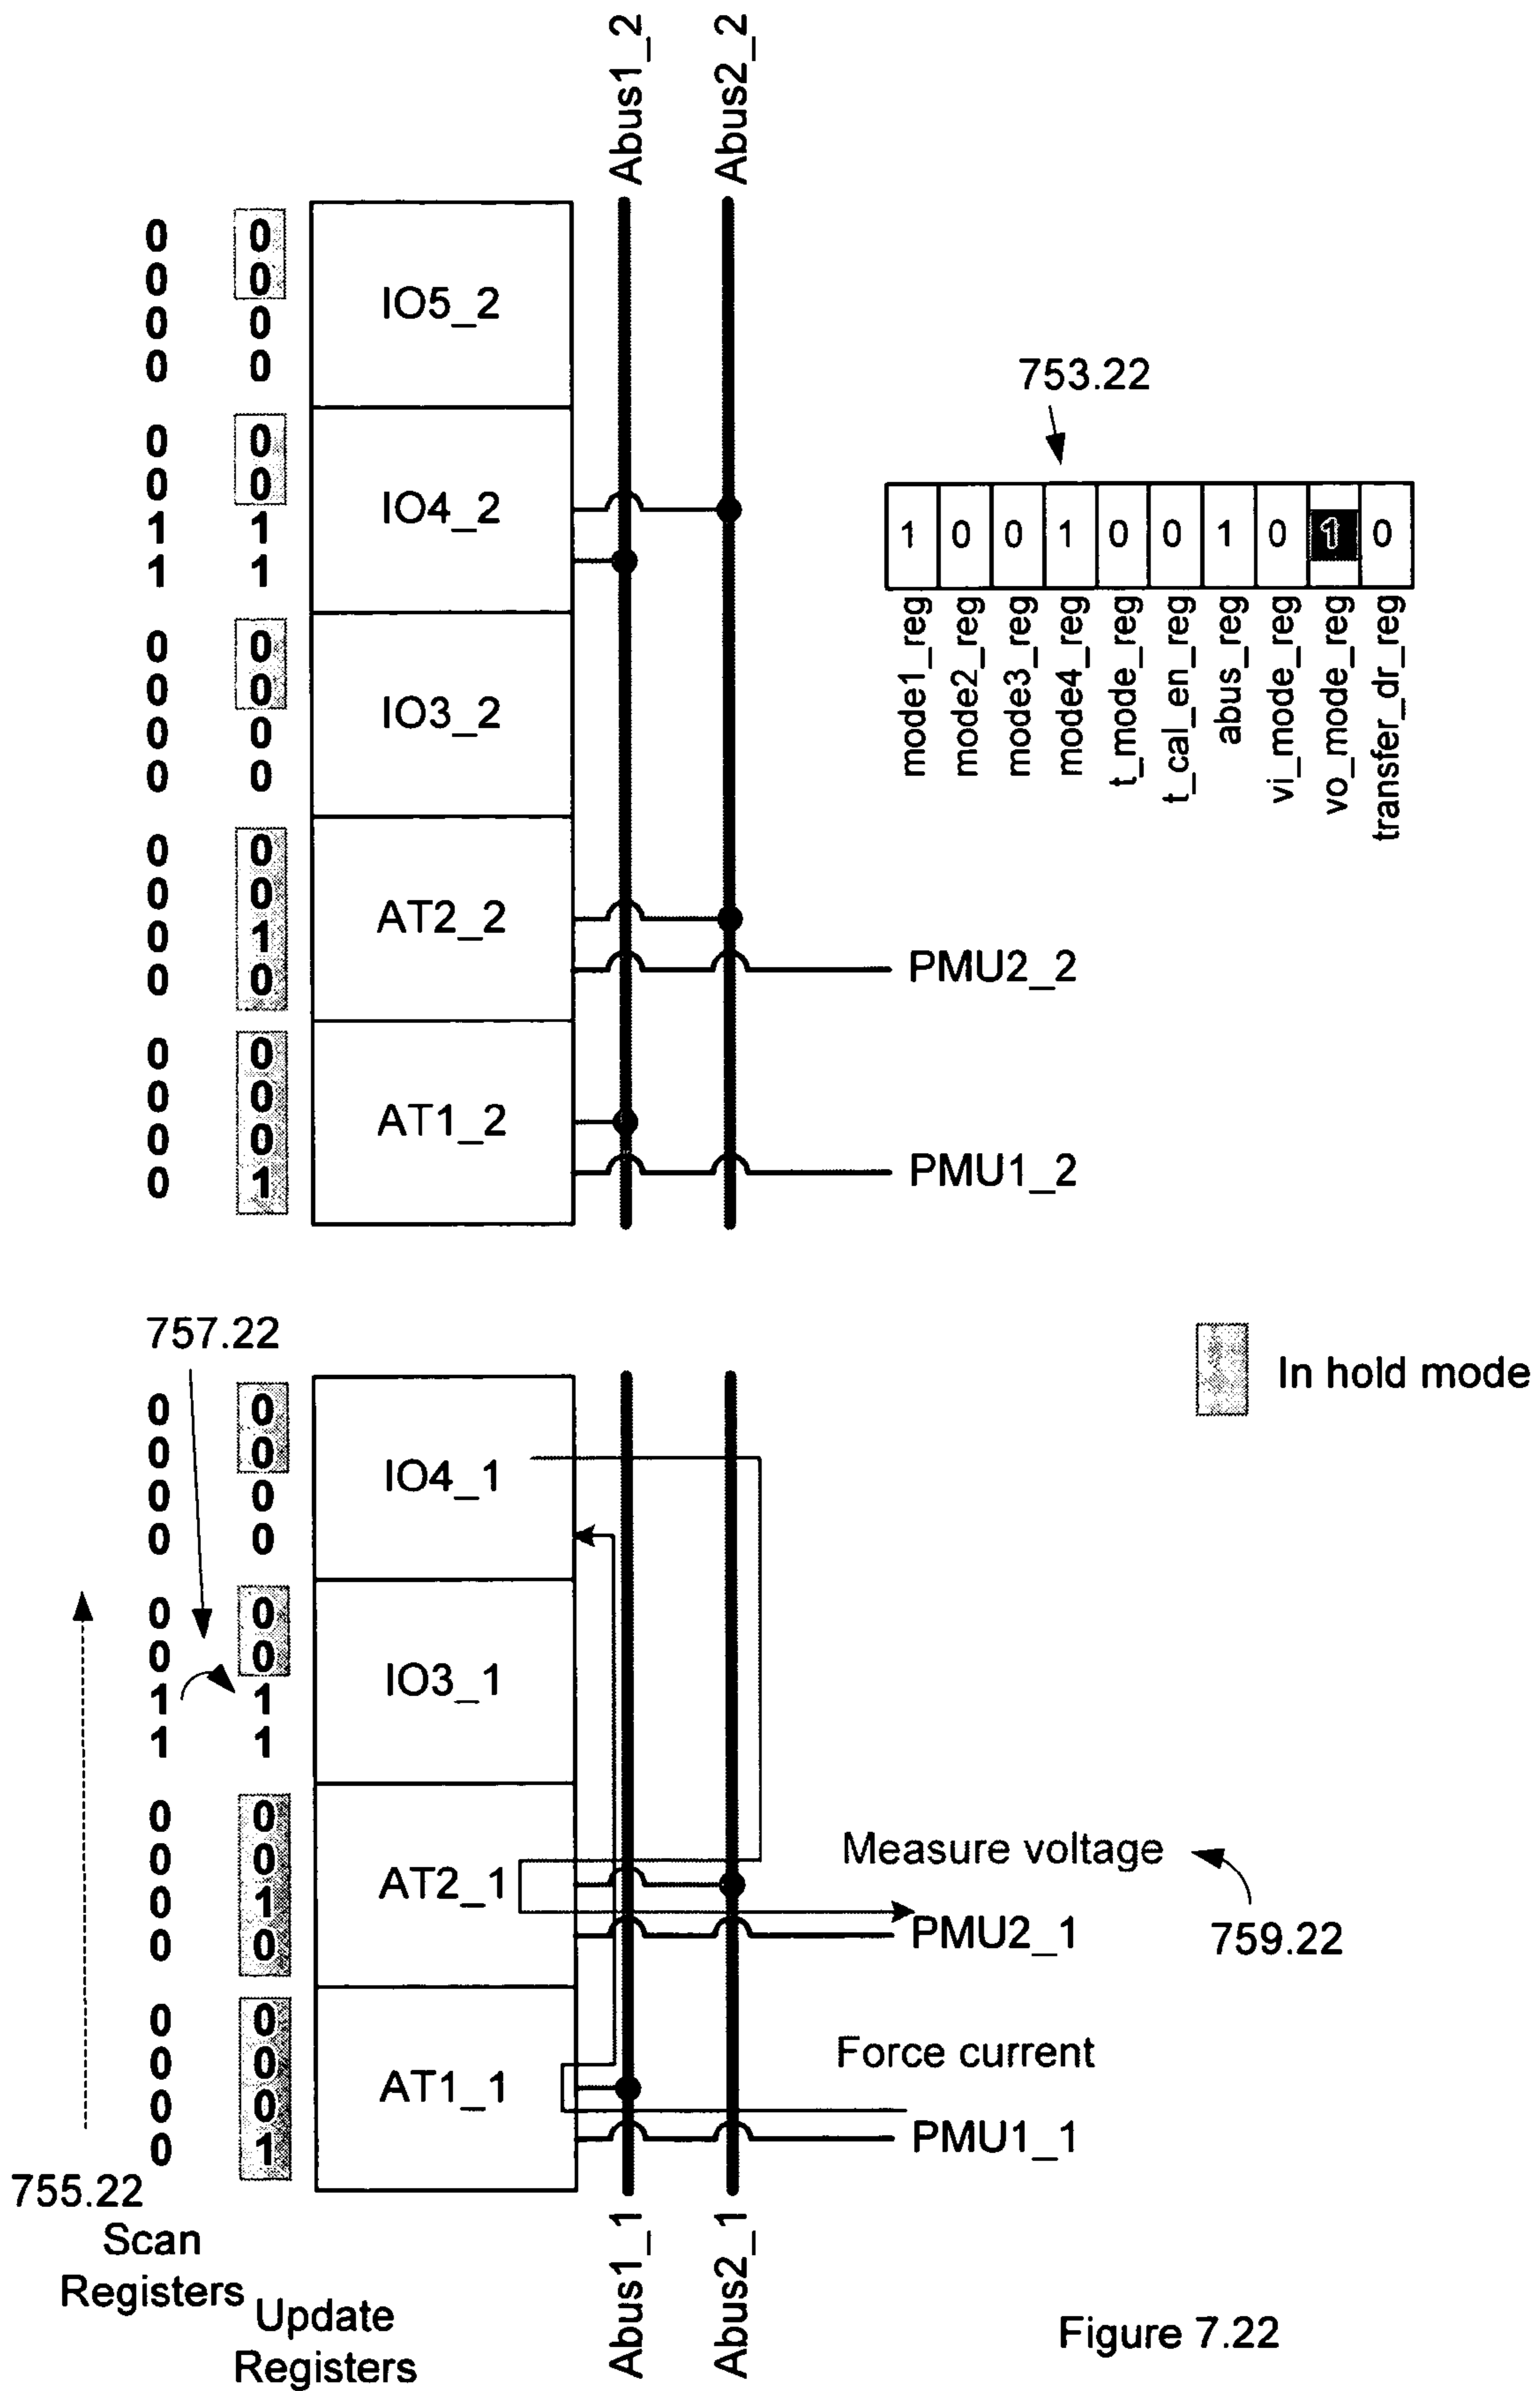 Abus1_2
Abus2_2
0 0
0 0
0 0
0 0
IO5_2
0 0
0 0
1 1
1 1
IO4_2
0 0
0 0
0 0
0 0
IO3_2
0 0
0 0
0 1
0 0
AT2_2
PMU2_2
0 0
0 0
0 0
0 1
AT1_2
PMU1_2
753.22
1 0 0 1 0 0 1 0 1 0
mode1_reg
mode2_reg
mode3_reg
mode4_reg
t_mode_reg
t_cal_en_reg
abus_reg
vi_mode_reg
vo_mode_reg
transfer_dr_reg
757.22
In hold mode
0 0
0 0
0 0
0 0
IO4_1
0 0
0 0
1 1
1 1
IO3_1
0 0
0 0
0 1
0 0
AT2_1
Measure voltage
PMU2_1
759.22
0 0
0 0
0 0
0 1
AT1_1
Force current
PMU1_1
755.22
Scan
Registers
Update
Registers
Abus1_1
Abus2_1
Figure 7.22